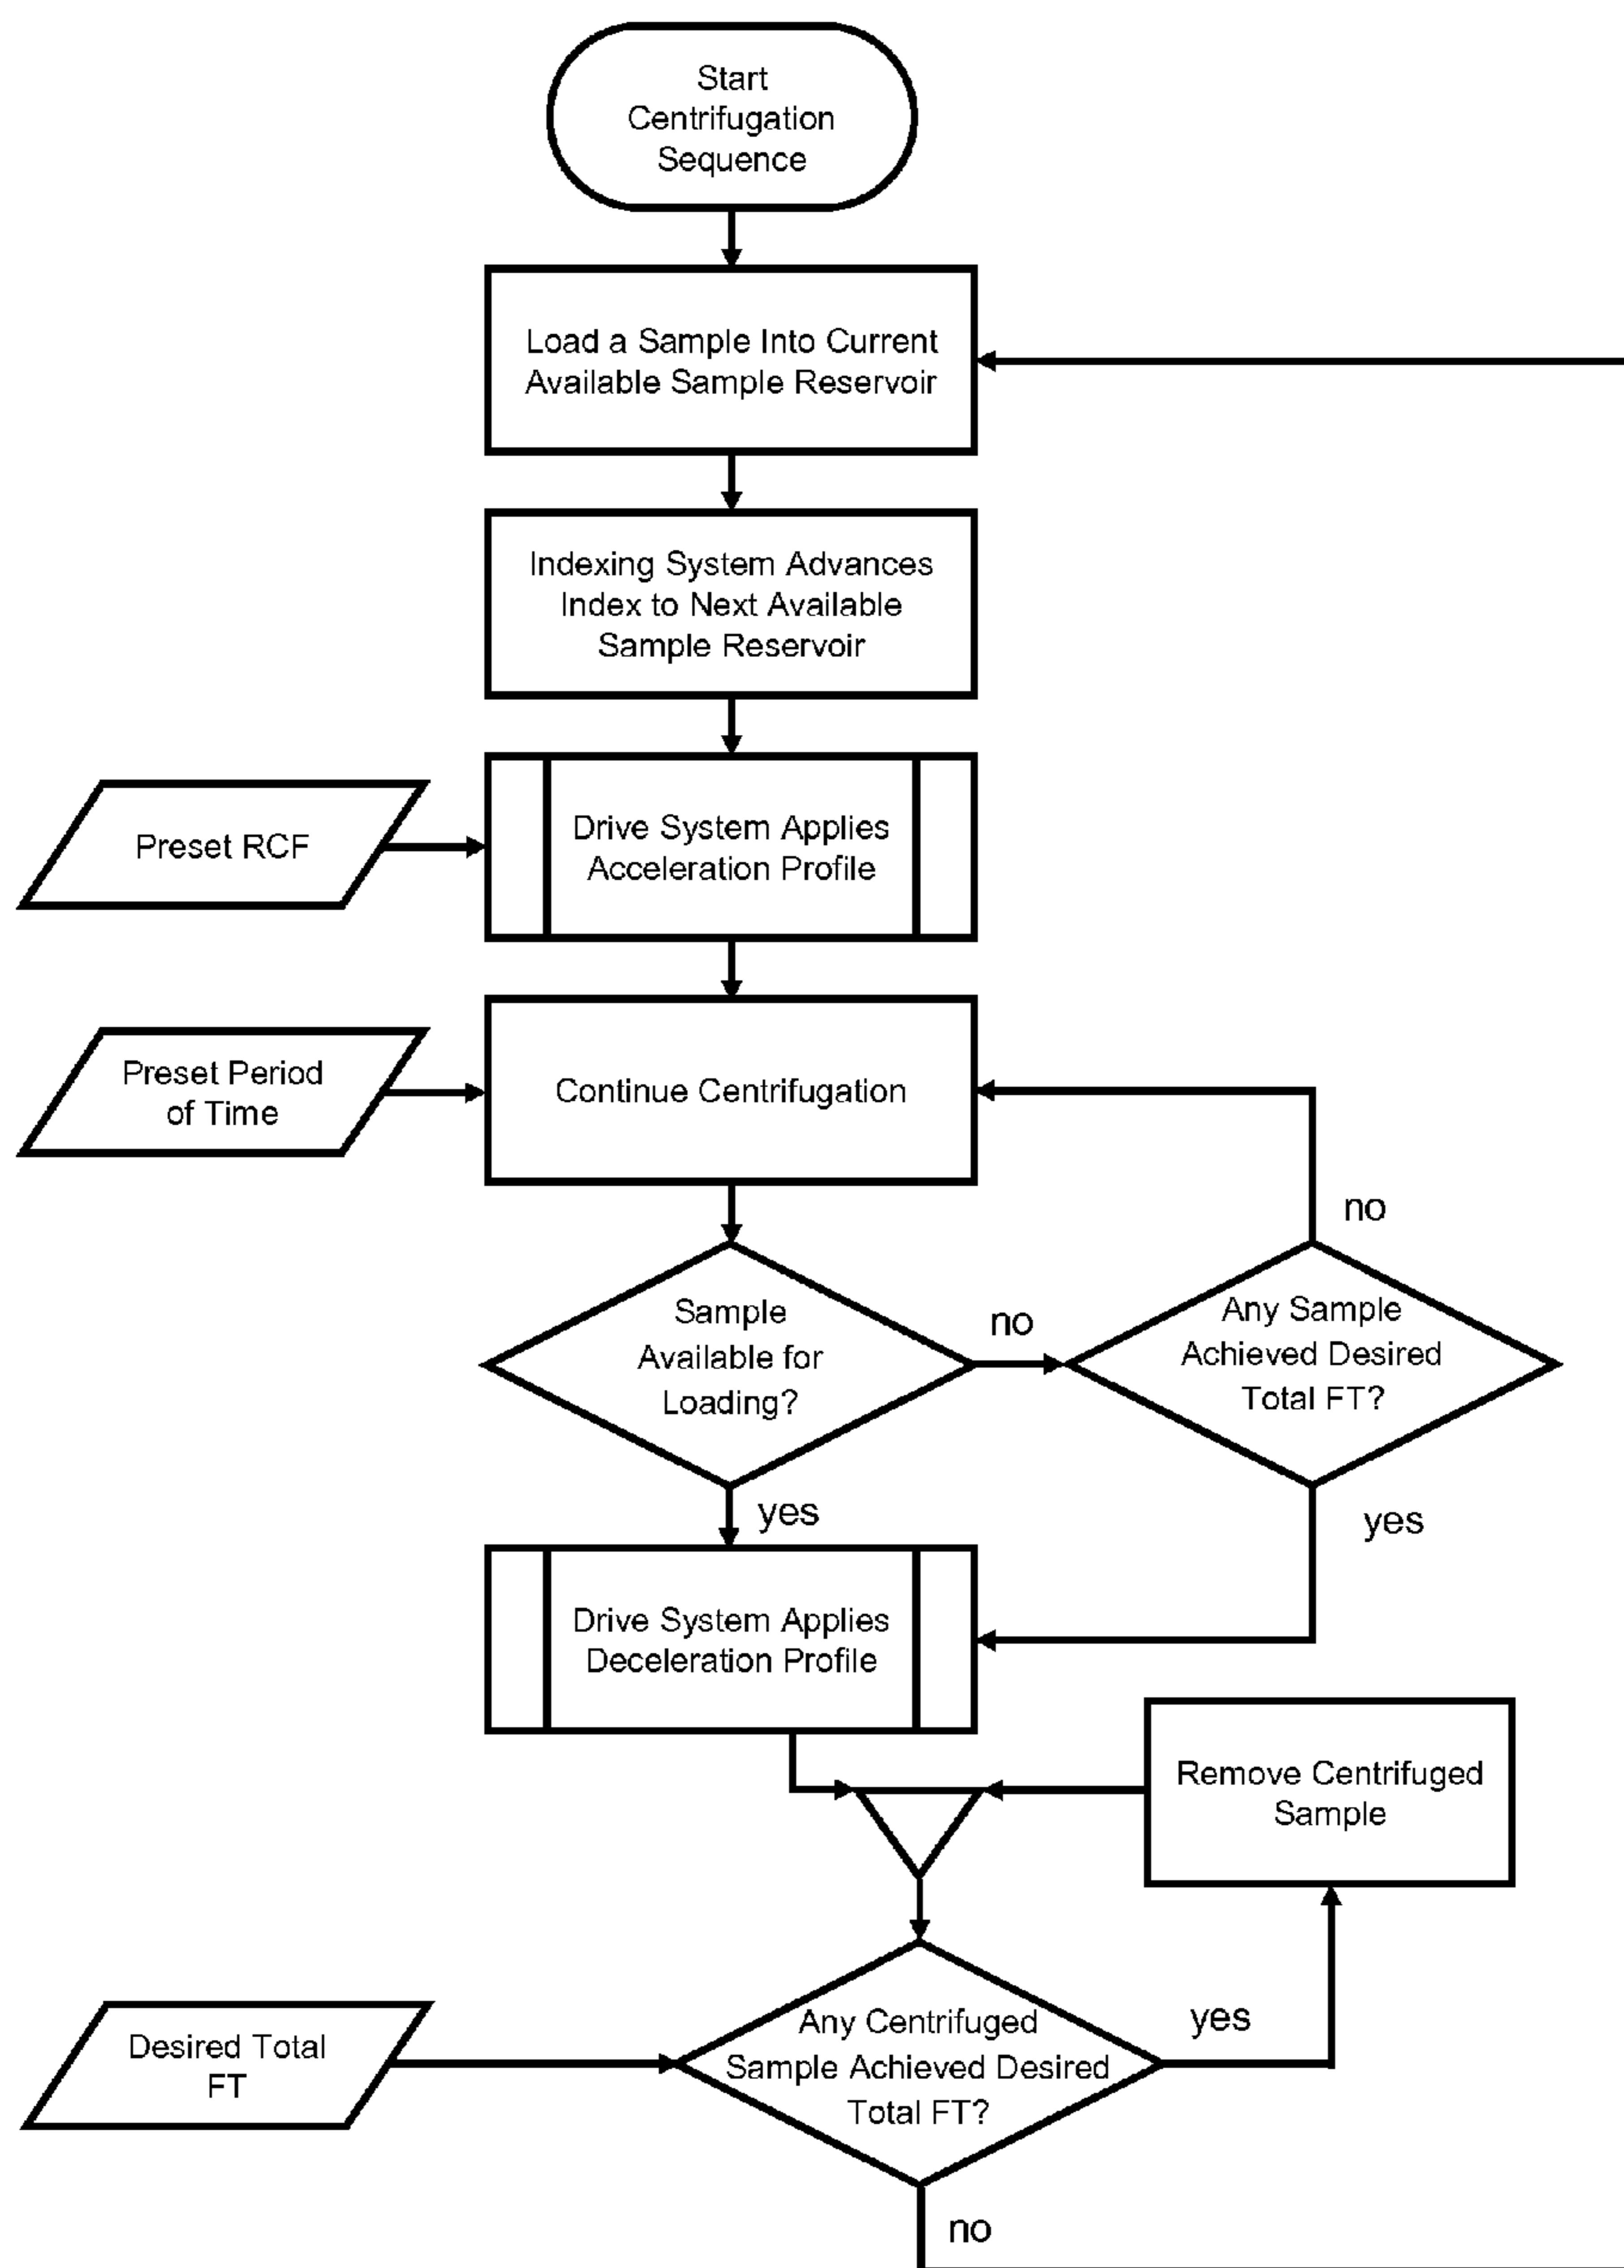 Start
Centrifugation
Sequence
Load a Sample Into Current
Available Sample Reservoir
Indexing System Advances
Index to Next Available
Sample Reservoir
Preset RCF
Drive System Applies
Acceleration Profile
Preset Period
of Time
Continue Centrifugation
no
Sample
Available for
Loading?
no
Any Sample
Achieved Desired
Total FT?
yes
yes
Drive System Applies
Deceleration Profile
Remove Centrifuged
Sample
Desired Total
FT
Any Centrifuged
Sample Achieved Desired
Total FT?
yes
no